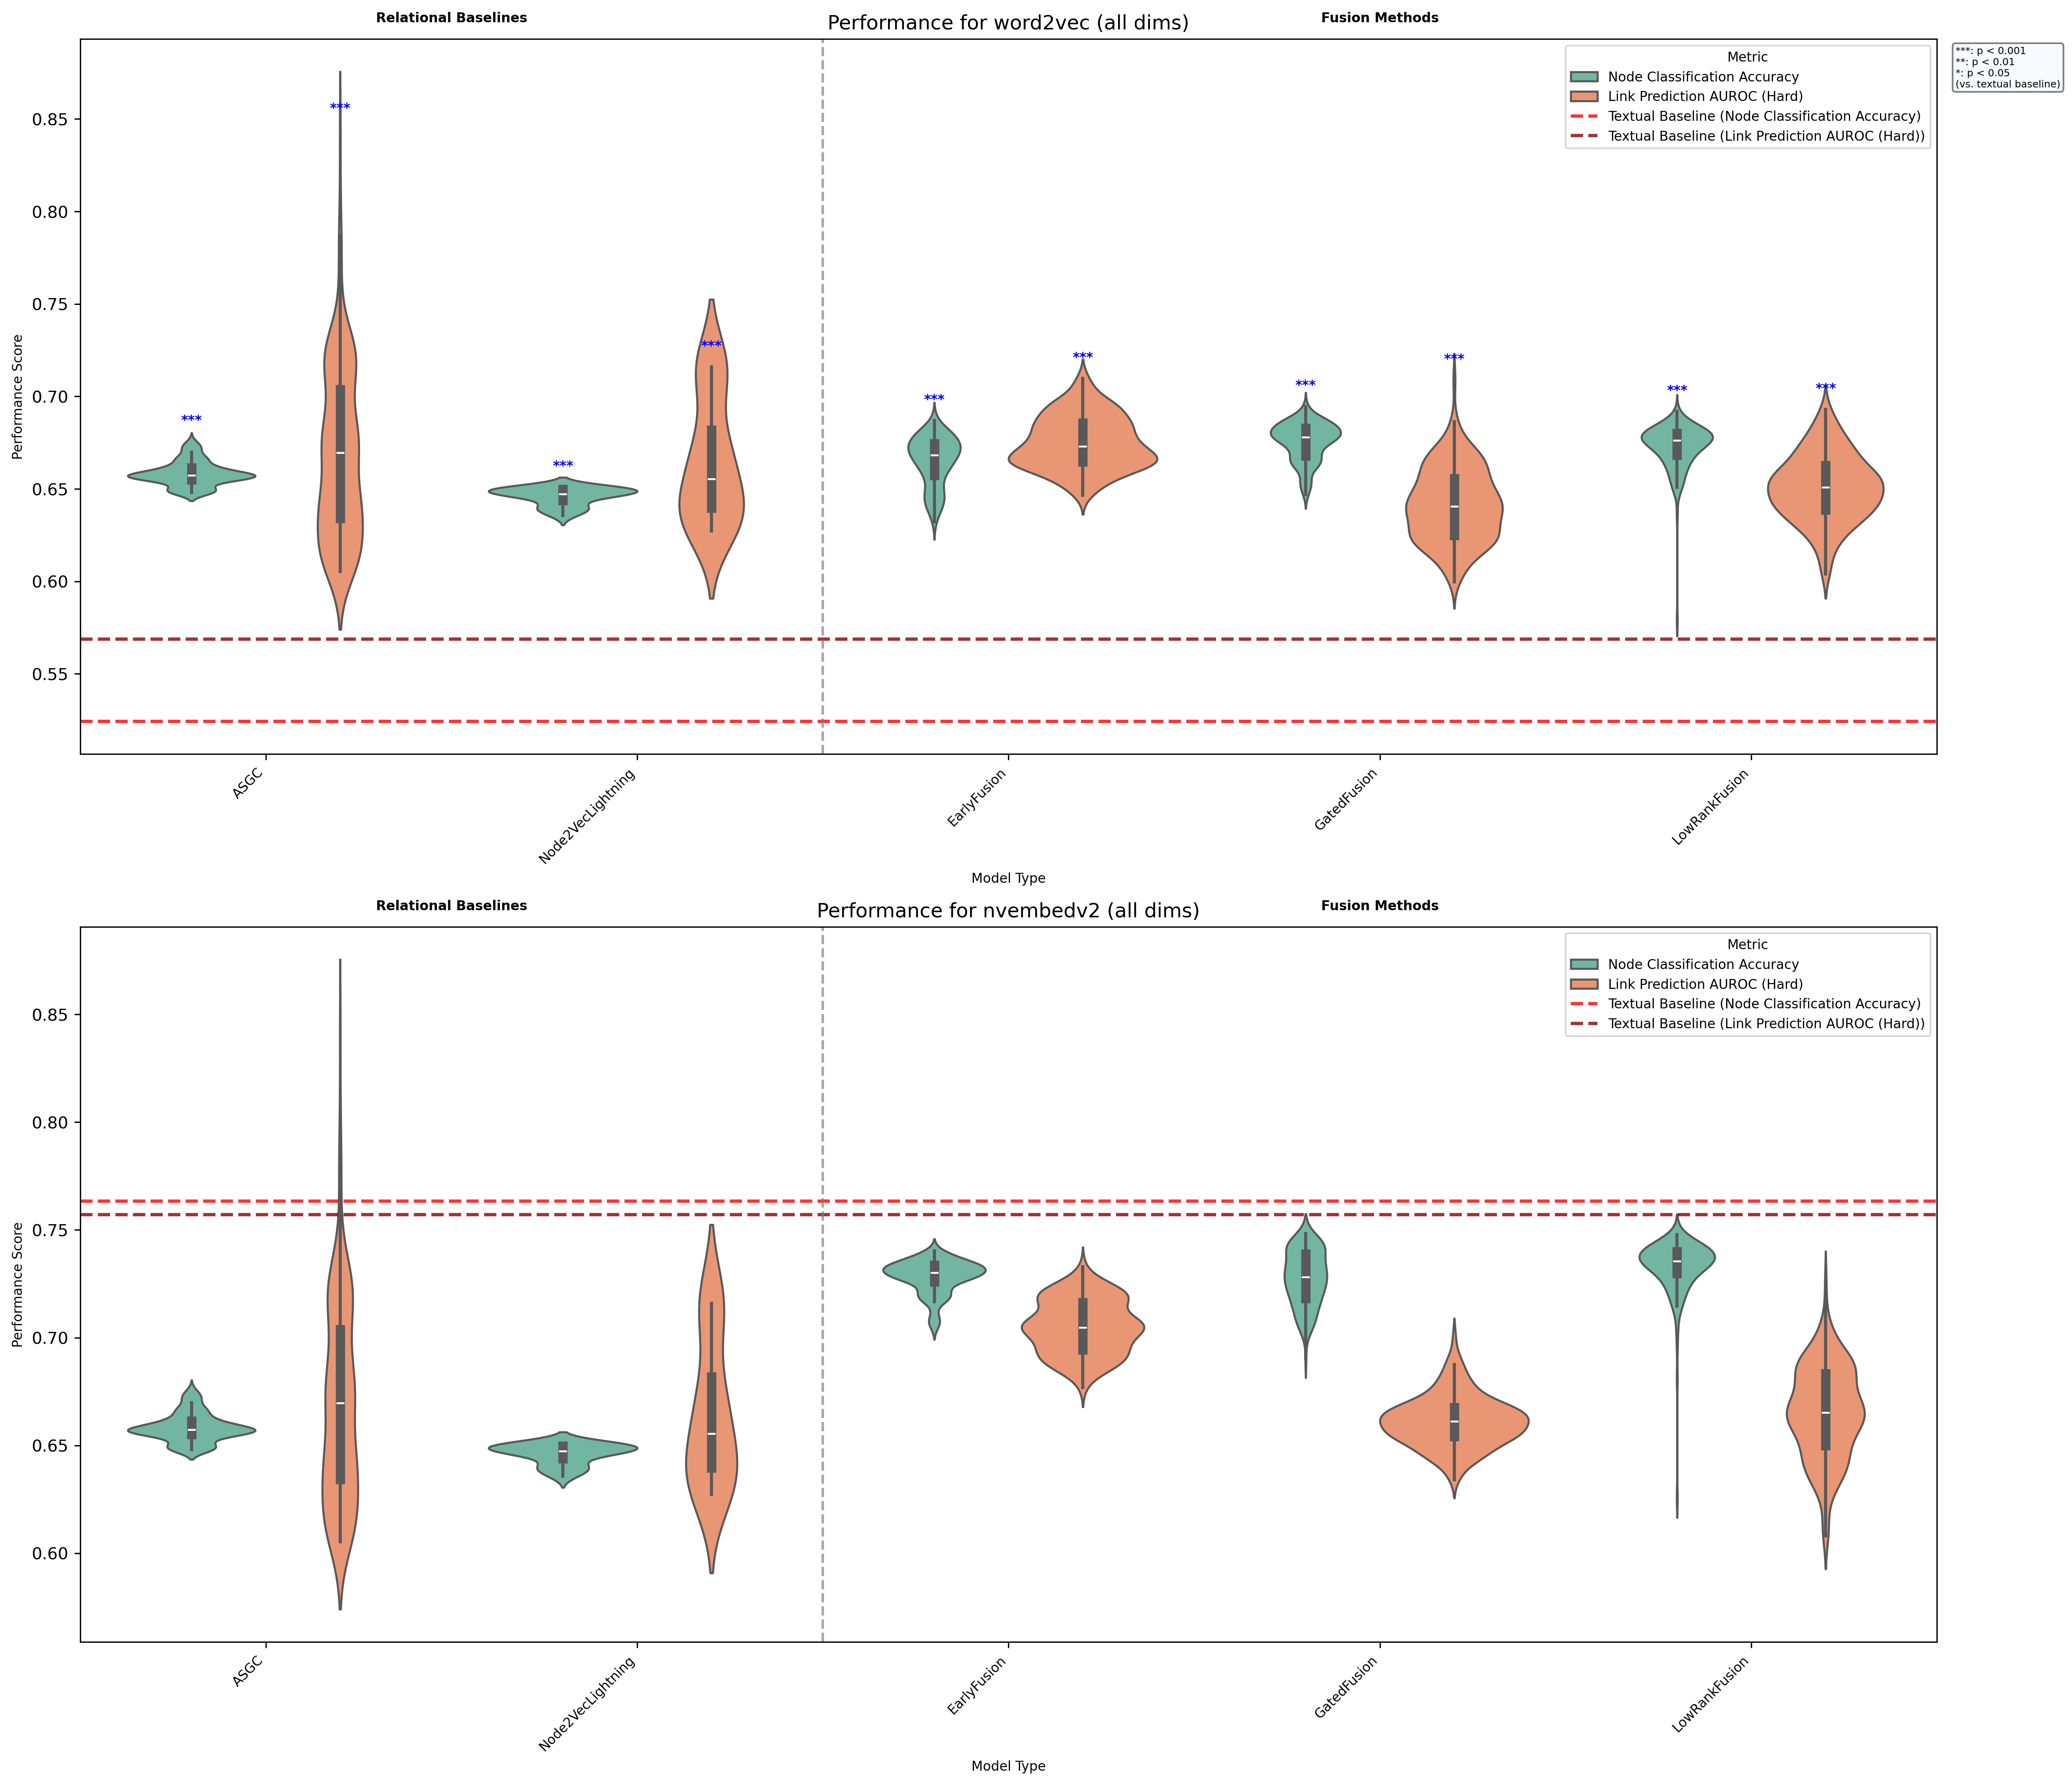 Relational Baselines
Performance for word2vec (all dims)
Fusion Methods
Metric
Node Classification Accuracy
Link Prediction AUROC (Hard)
Textual Baseline (Node Classification Accuracy)
Textual Baseline (Link Prediction AUROC (Hard))
***: p < 0.001
**: p < 0.01
*: p < 0.05
(vs. textual baseline)
0.85
0.80
0.75
0.70
0.65
0.60
0.55
Performance Score
***
***
***
***
***
***
***
***
***
***
ASGC
Node2VecLightning
EarlyFusion
GatedFusion
LowRankFusion
Model Type
Relational Baselines
Performance for nvembedv2 (all dims)
Fusion Methods
Metric
Node Classification Accuracy
Link Prediction AUROC (Hard)
Textual Baseline (Node Classification Accuracy)
Textual Baseline (Link Prediction AUROC (Hard))
0.85
0.80
0.75
0.70
0.65
0.60
Performance Score
ASGC
Node2VecLightning
EarlyFusion
GatedFusion
LowRankFusion
Model Type